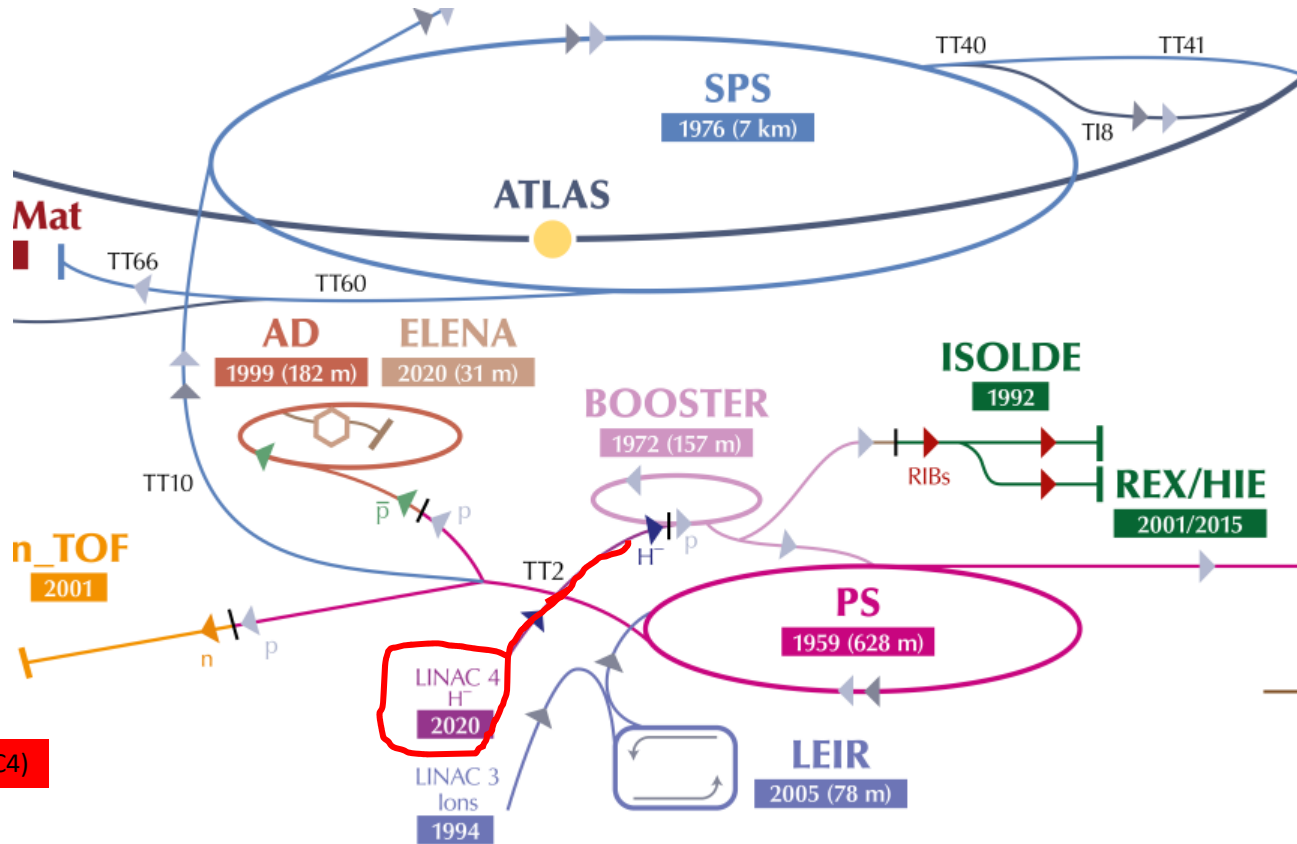 TT40
TT41
SPS
1976 (7 km)
TI8
ATLAS
Mat
TT66
TT60
AD
1999 (182 m)
ELENA
2020 (31 m)
ISOLDE
1992
BOOSTER
1972 (157 m)
RIBs
REX/HIE
2001/2015
TT10
p̅
p
H⁻
p
n_TOF
2001
TT2
PS
1959 (628 m)
n
p
LINAC 4
H⁻
2020
C4)
LINAC 3
Ions
1994
LEIR
2005 (78 m)